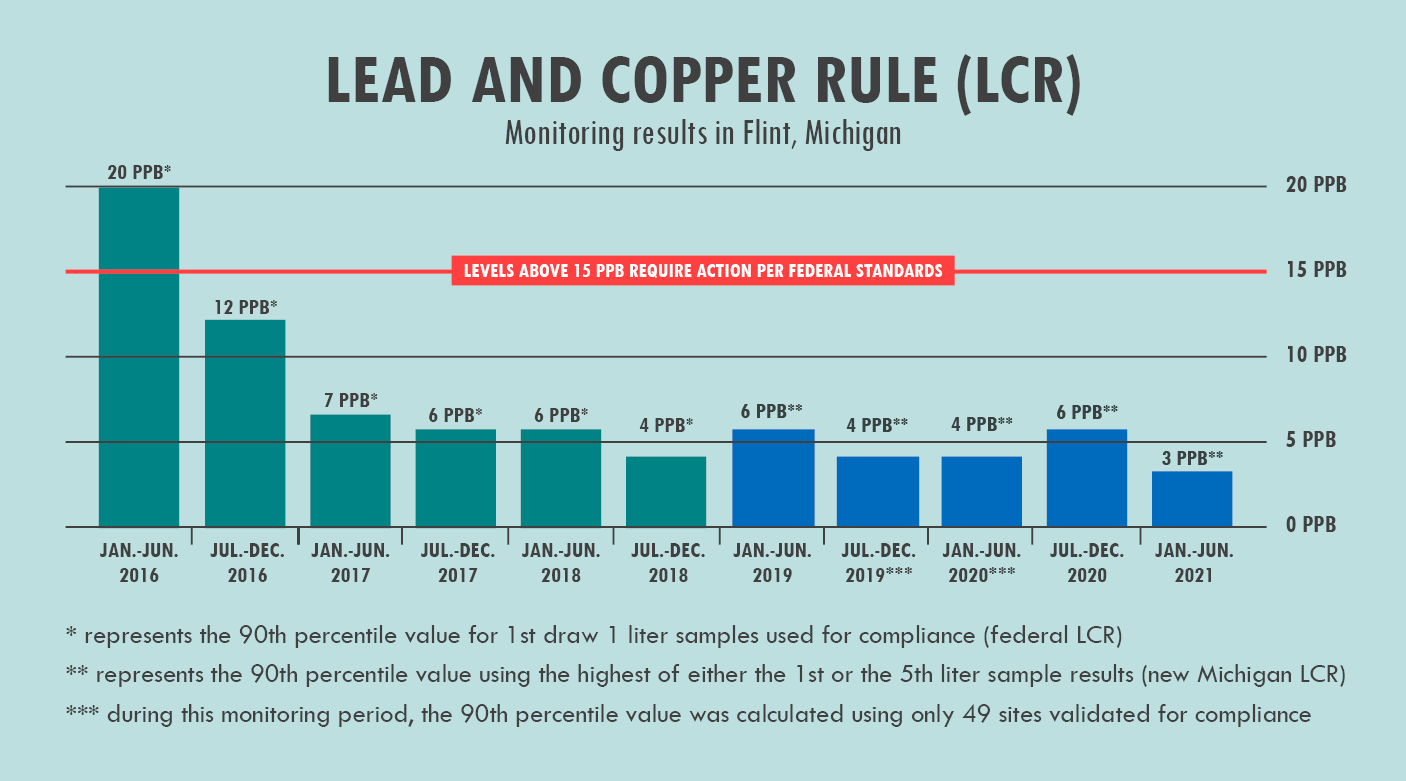 LEAD AND COPPER RULE (LCR)
Monitoring results in Flint, Michigan
20 PPB*
20 PPB
LEVELS ABOVE 15 PPB REQUIRE ACTION PER FEDERAL STANDARDS
15 PPB
12 PPB*
10 PPB
7 PPB*
6 PPB*
6 PPB*
4 PPB*
6 PPB**
4 PPB**
4 PPB**
6 PPB**
3 PPB**
5 PPB
0 PPB
JAN.-JUN.
2016
JUL.-DEC.
2016
JAN.-JUN.
2017
JUL.-DEC.
2017
JAN.-JUN.
2018
JUL.-DEC.
2018
JAN.-JUN.
2019
JUL.-DEC.
2019***
JAN.-JUN.
2020***
JUL.-DEC.
2020
JAN.-JUN.
2021
* represents the 90th percentile value for 1st draw 1 liter samples used for compliance (federal LCR)
** represents the 90th percentile value using the highest of either the 1st or the 5th liter sample results (new Michigan LCR)
*** during this monitoring period, the 90th percentile value was calculated using only 49 sites validated for compliance